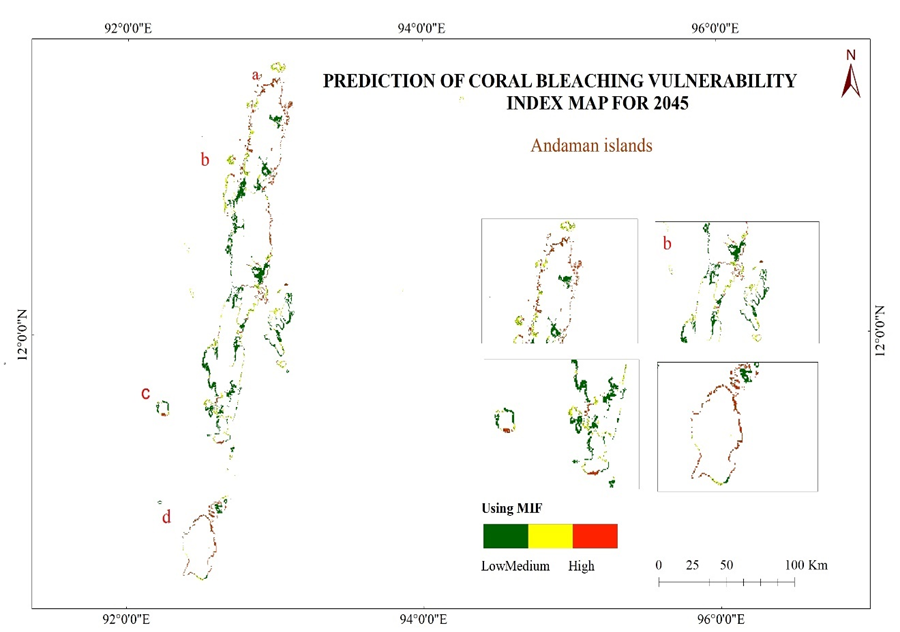 92°0'0"E 94°0'0"E 96°0'0"E
N
PREDICTION OF CORAL BLEACHING VULNERABILITY
INDEX MAP FOR 2045
Andaman islands
a
b
b
12°0'0"N
12°0'0"N
c
d
Using MIF
Low Medium High
0 25 50 100 Km
92°0'0"E 94°0'0"E 96°0'0"E